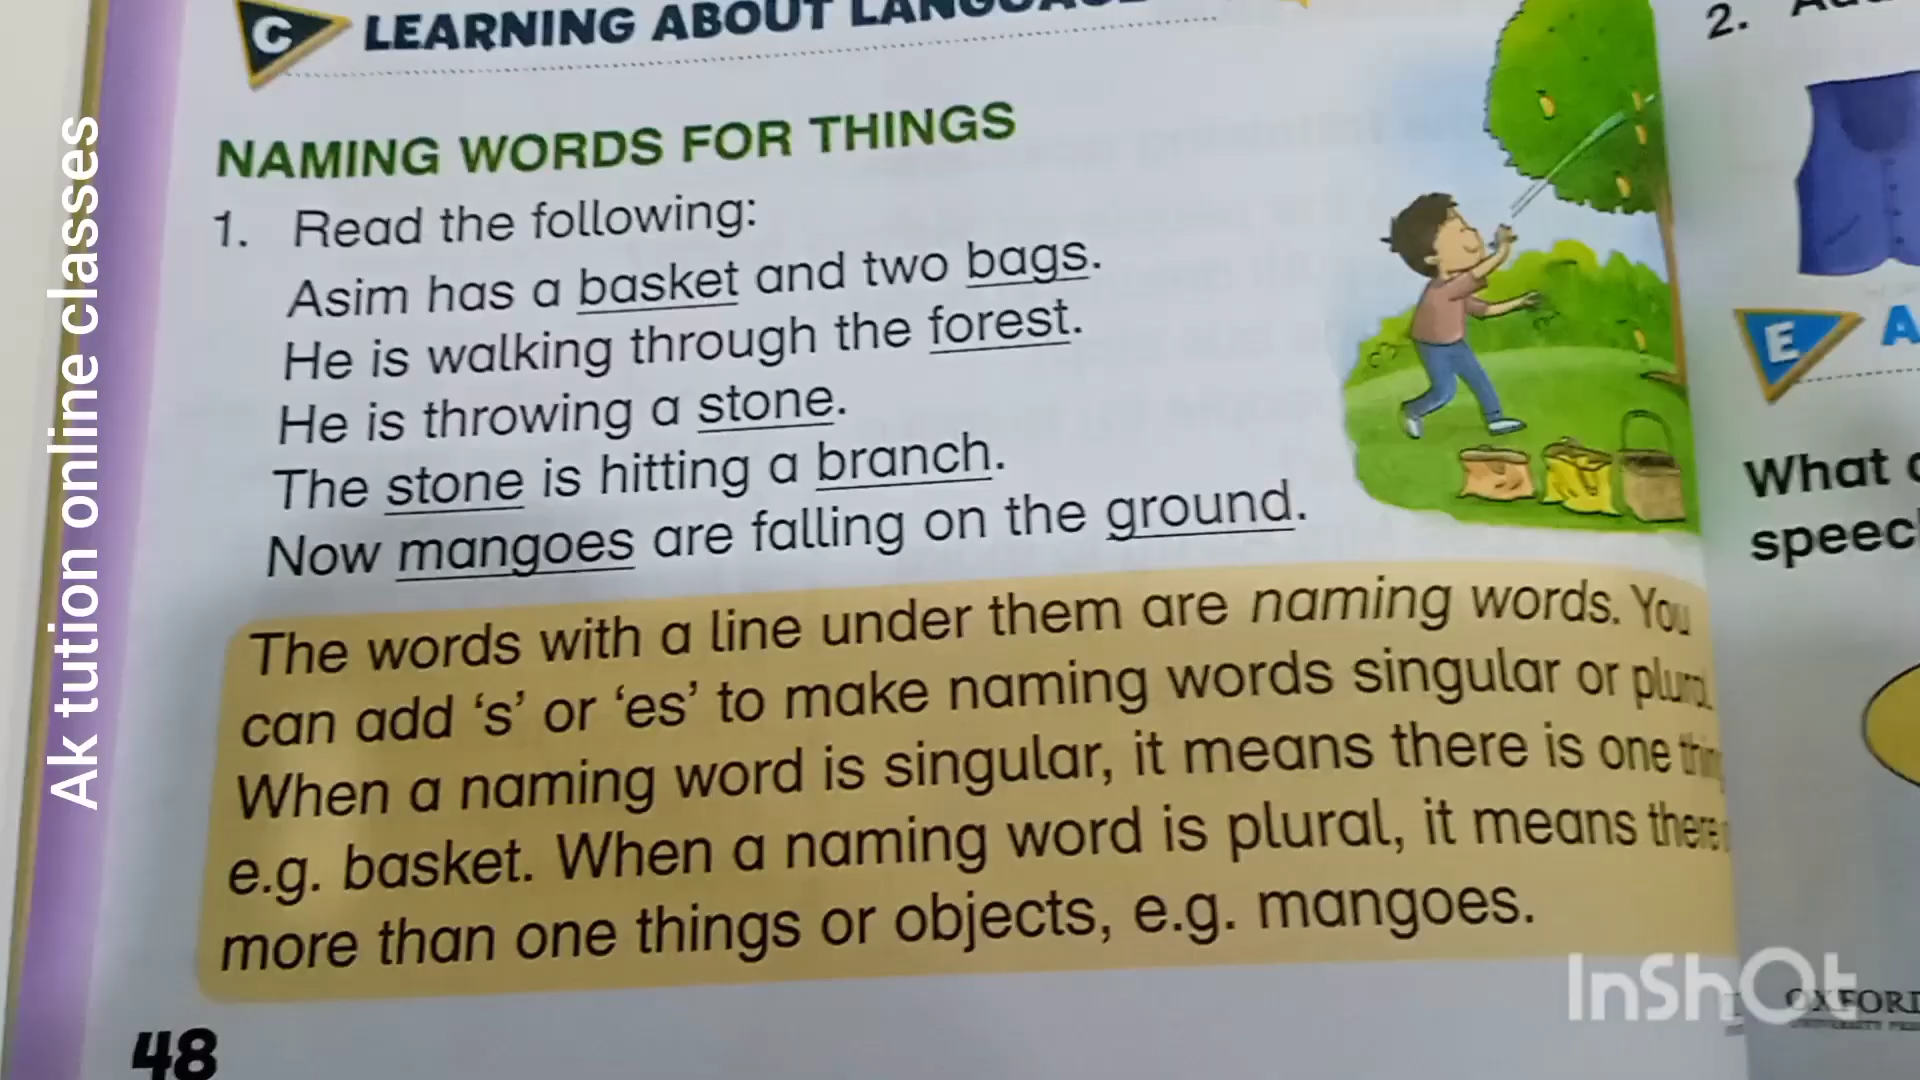 C LEARNING ABOUT
NAMING WORDS FOR THINGS
1. Read the following:
Asim has a basket and two bags.
He is walking through the forest.
He is throwing a stone.
The stone is hitting a branch.
Now mangoes are falling on the ground.
The words with a line under them are naming words. You
can add ‘s’ or ‘es’ to make naming words singular or plural.
When a naming word is singular, it means there is one
e.g. basket. When a naming word is plural, it means there
more than one things or objects, e.g. mangoes.
48
2.
E A
What
Ak tution online classes
InShOt
OXFORD